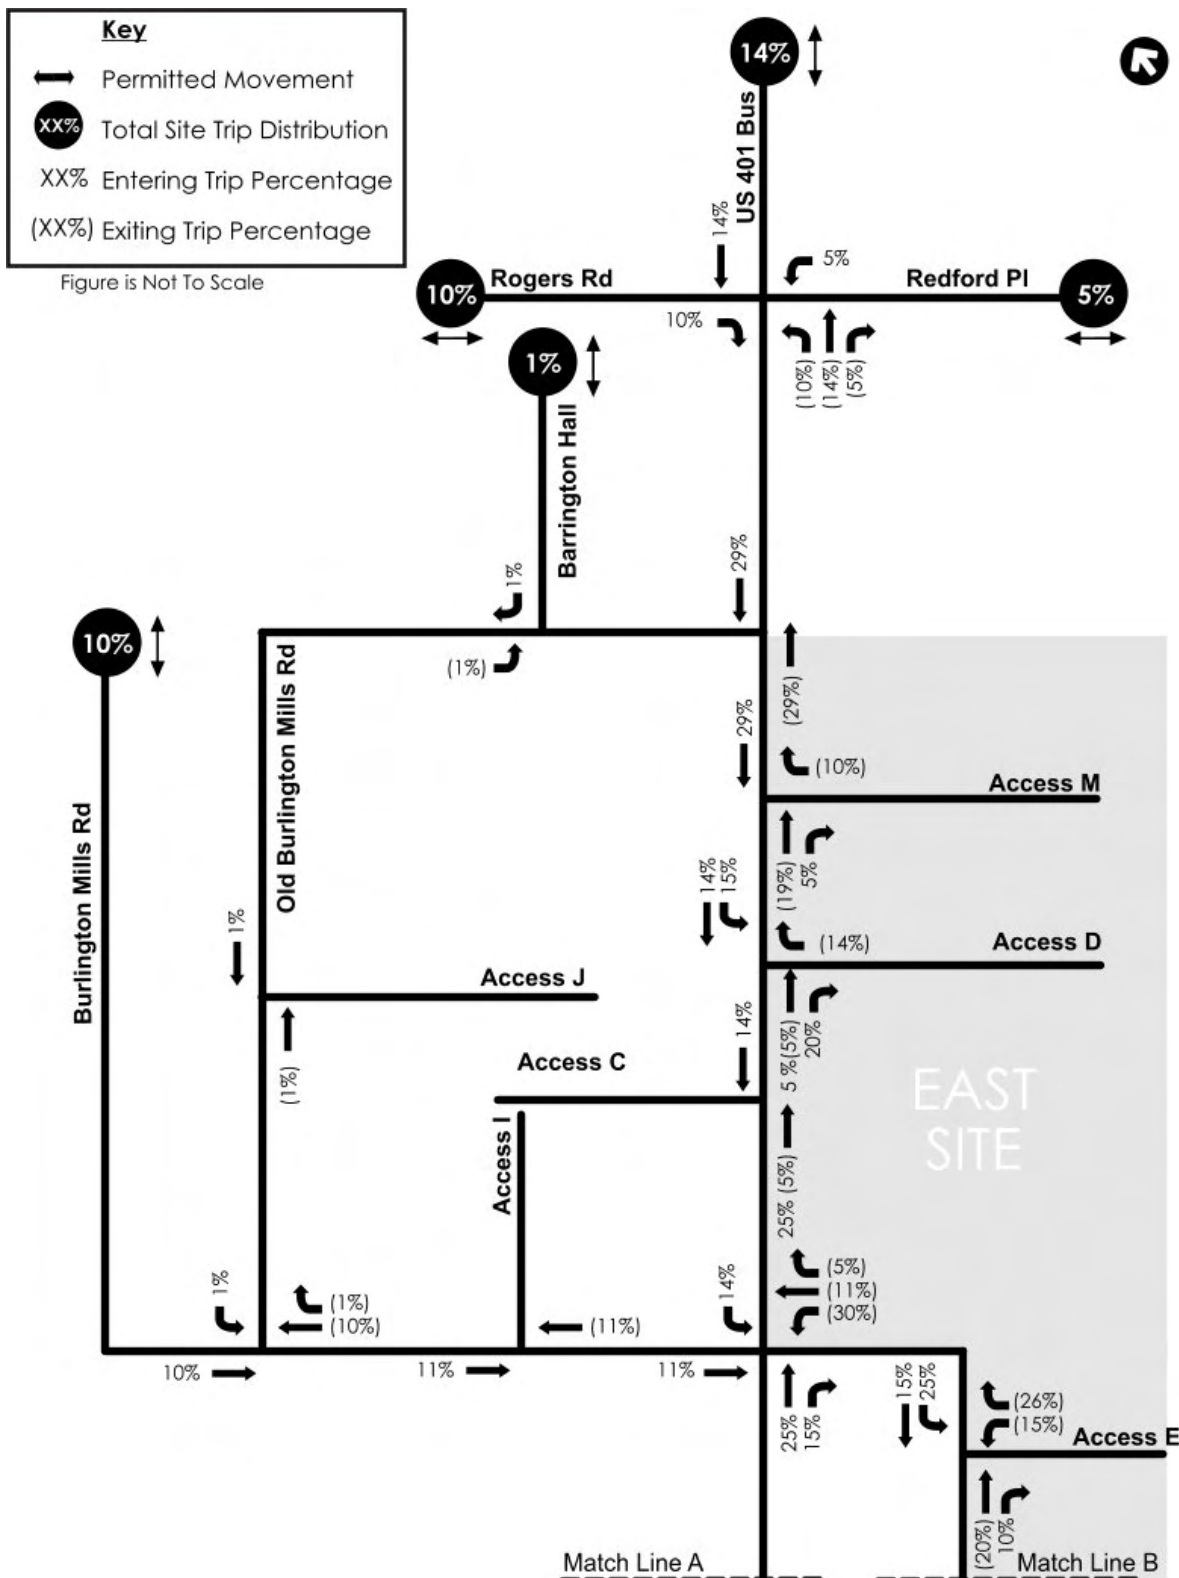 Key
Permitted Movement
XX% Total Site Trip Distribution
XX% Entering Trip Percentage
(XX%) Exiting Trip Percentage
Figure is Not To Scale
14%
US 401 Bus
14%
5%
Rogers Rd
Redford Pl
10%
5%
10%
(10%)
(14%)
(5%)
1%
Barrington Hall
29%
1%
(1%)
10%
Old Burlington Mills Rd
Burlington Mills Rd
(29%)
29%
(10%)
Access M
14%
15%
(19%)
5%
(14%)
Access D
1%
Access J
5 %(5%)
20%
14%
(1%)
Access C
Access I
EAST
SITE
25% (5%)
1%
(1%)
(10%)
(11%)
14%
(5%)
(11%)
(30%)
10%
11%
11%
25%
15%
15%
25%
(26%)
(15%)
Access E
(20%)
10%
Match Line A
Match Line B